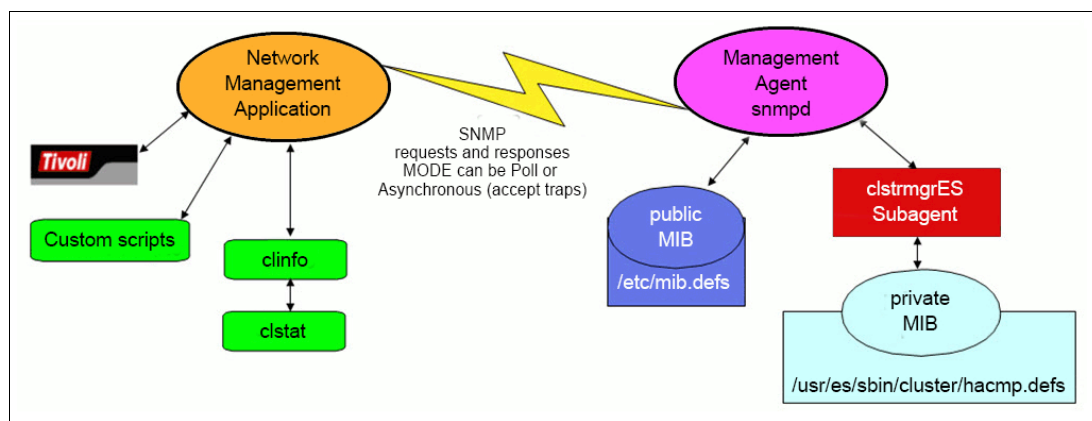 Network
Management
Application
Management
Agent
snmpd
SNMP
requests and responses
MODE can be Poll or
Asynchronous (accept traps)
Tivoli
Custom scripts
clinfo
clstat
public
MIB
/etc/mib.defs
clstrmgrES
Subagent
private
MIB
/usr/es/sbin/cluster/hacmp.defs